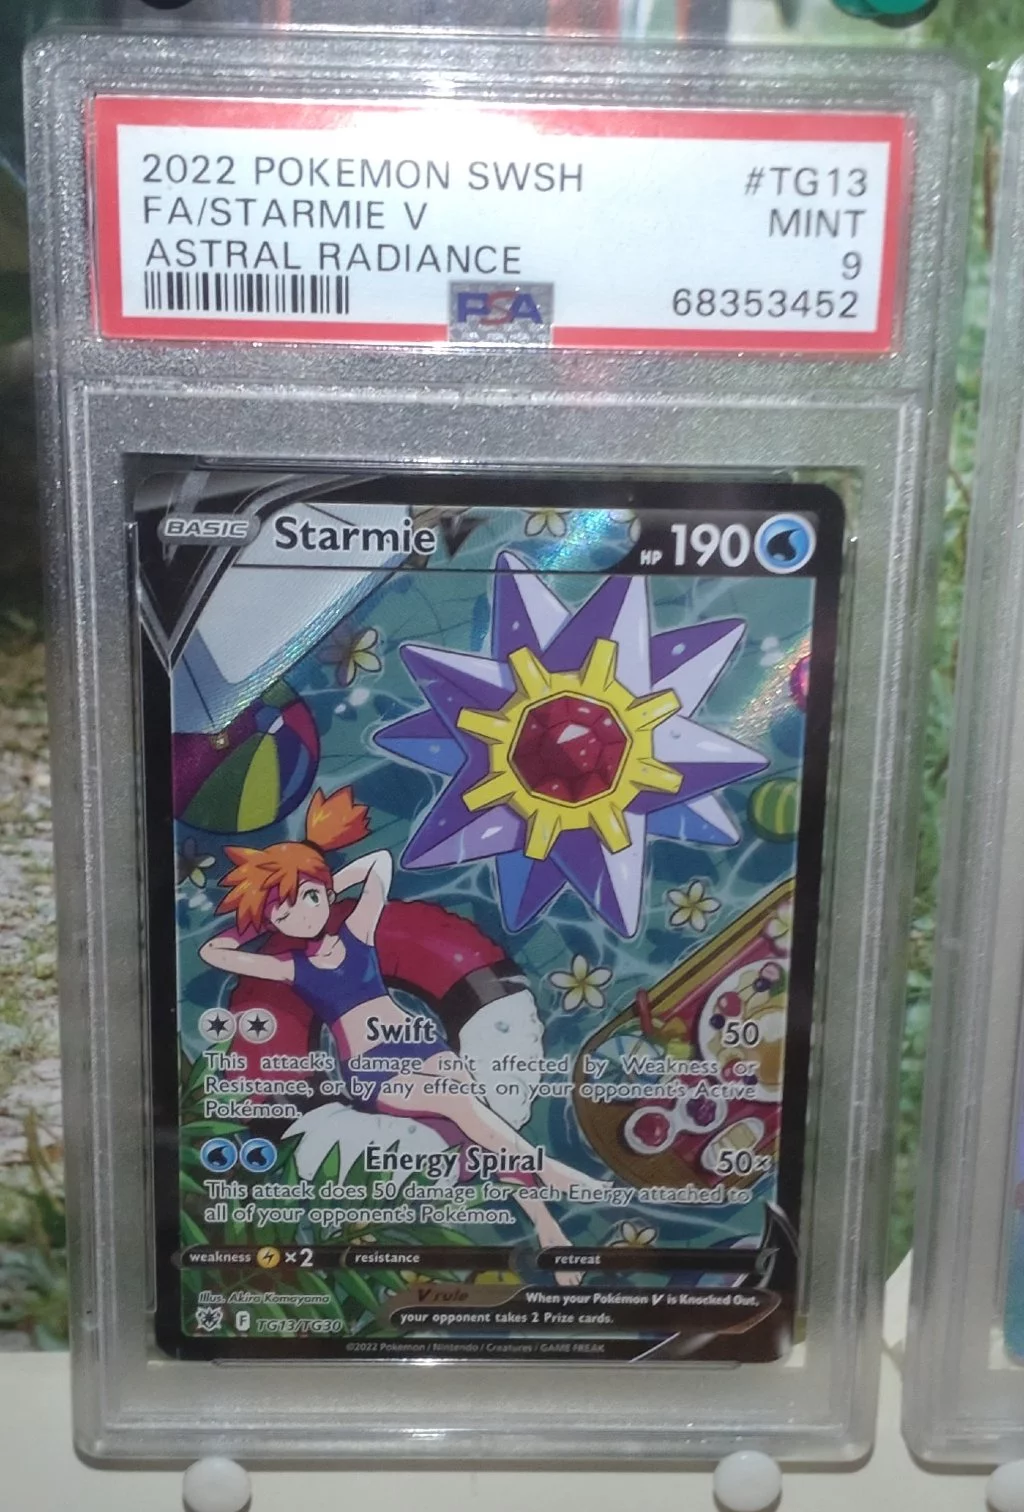 2022 POKEMON SWSH #TG13
FA/STARMIE V MINT
ASTRAL RADIANCE 9
PSA 68353452
BASIC Starmie V HP 190
Swift 50
This attack's damage isn't affected by Weakness or
Resistance, or by any effects on your opponent's Active
Pokémon.
Energy Spiral 50×
This attack does 50 damage for each Energy attached to
all of your opponent's Pokémon.
weakness ×2 resistance retreat
Illus. Akira Komayama
V rule When your Pokémon V is Knocked Out,
your opponent takes 2 Prize cards.
F TG13/TG30
©2022 Pokémon / Nintendo / Creatures / GAME FREAK